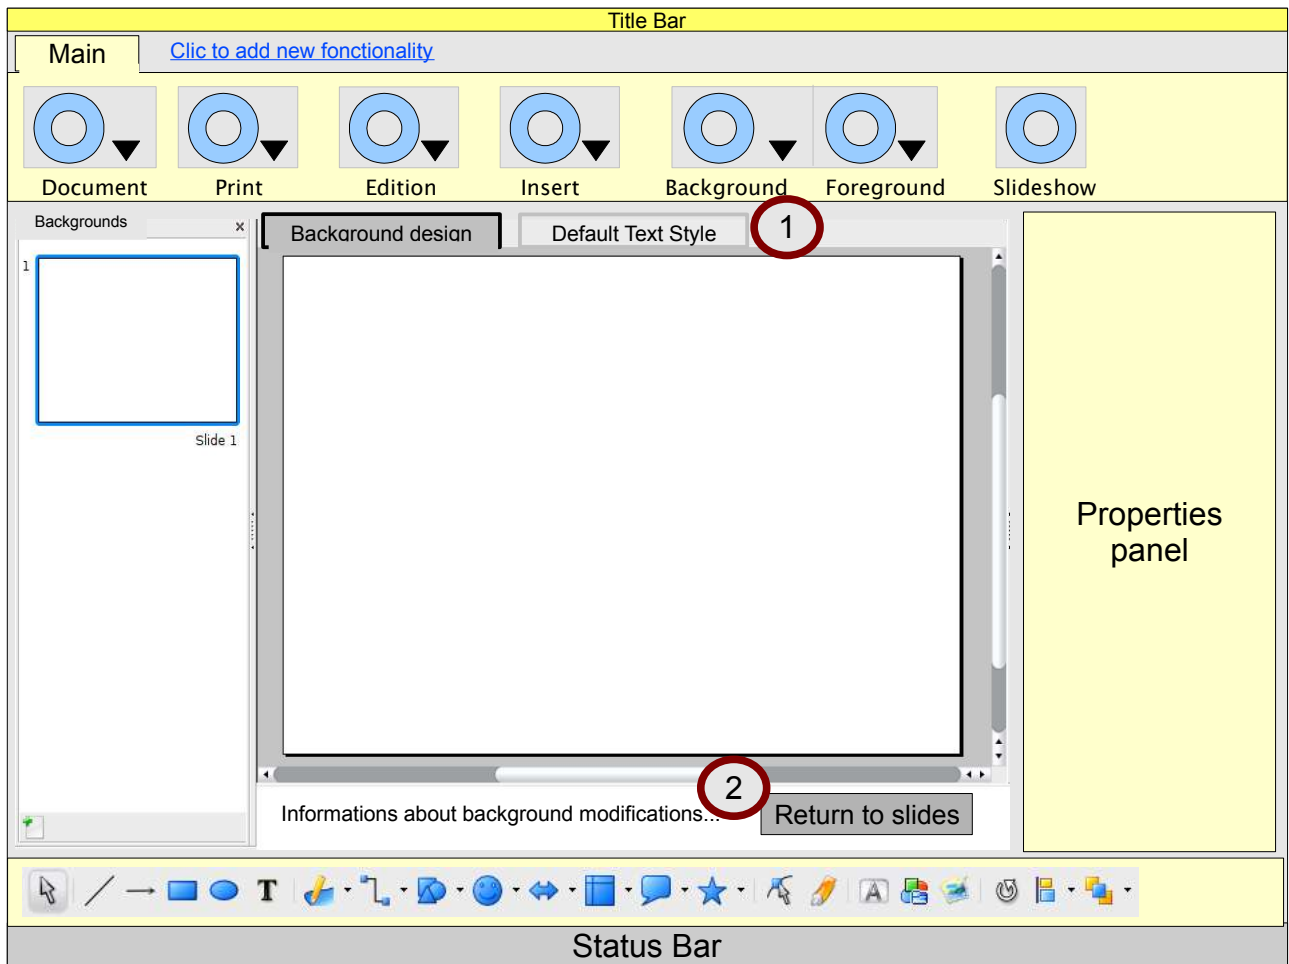 Title Bar
Main
Clic to add new fonctionality
Document Print Edition Insert Background Foreground Slideshow
Backgrounds x
Background design Default Text Style 1
1
Slide 1
Properties
panel
2
Informations about background modifications... Return to slides
T A
Status Bar